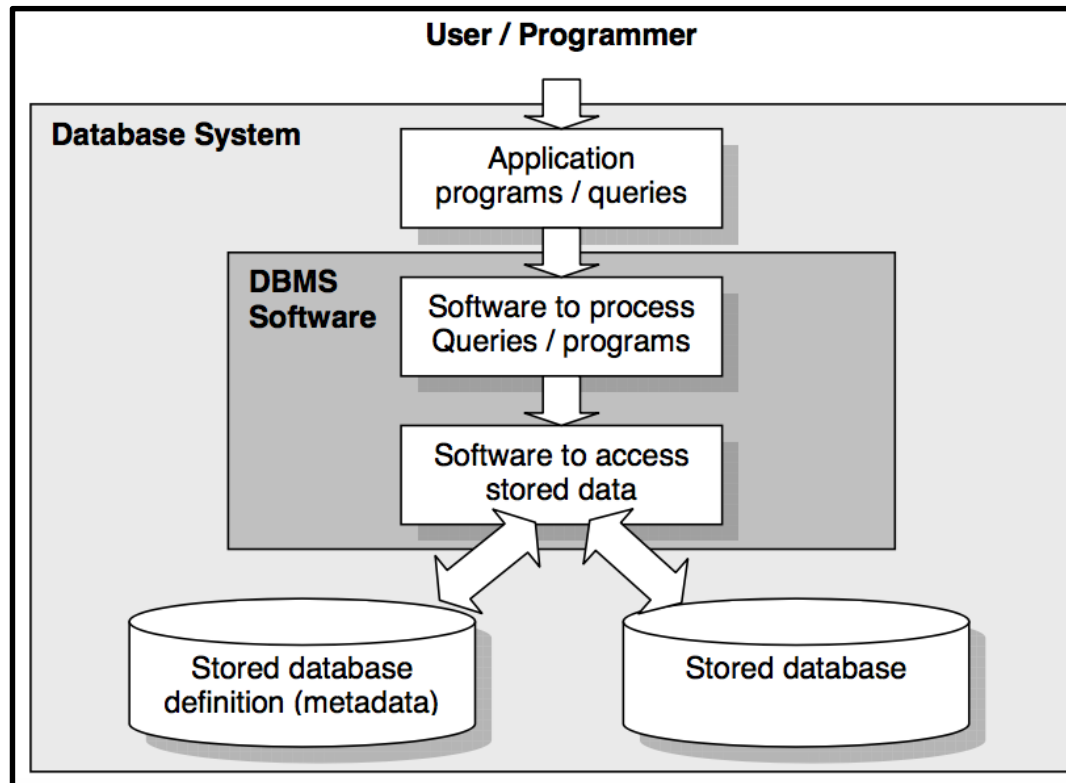 User / Programmer
Database System
Application
programs / queries
DBMS
Software
Software to process
Queries / programs
Software to access
stored data
Stored database
definition (metadata)
Stored database